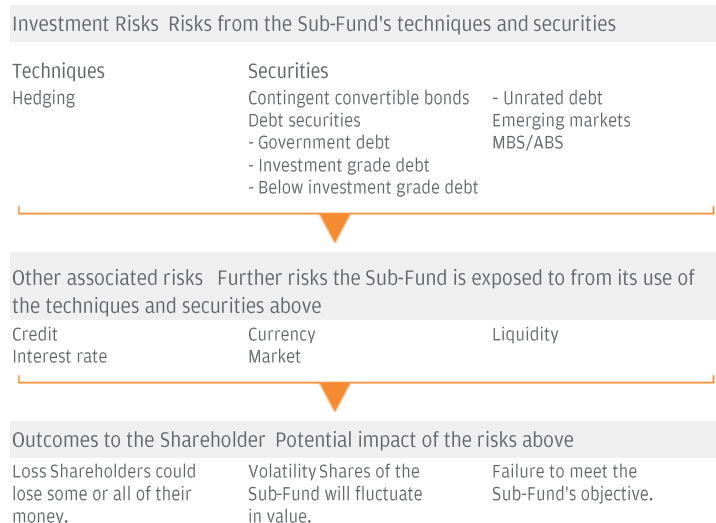 Investment Risks Risks from the Sub-Fund's techniques and securities
Techniques
Hedging
Securities
Contingent convertible bonds
Debt securities
- Government debt
- Investment grade debt
- Below investment grade debt
- Unrated debt
Emerging markets
MBS/ABS
Other associated risks Further risks the Sub-Fund is exposed to from its use of
the techniques and securities above
Credit
Interest rate
Currency
Market
Liquidity
Outcomes to the Shareholder Potential impact of the risks above
Loss Shareholders could
lose some or all of their
money.
Volatility Shares of the
Sub-Fund will fluctuate
in value.
Failure to meet the
Sub-Fund's objective.